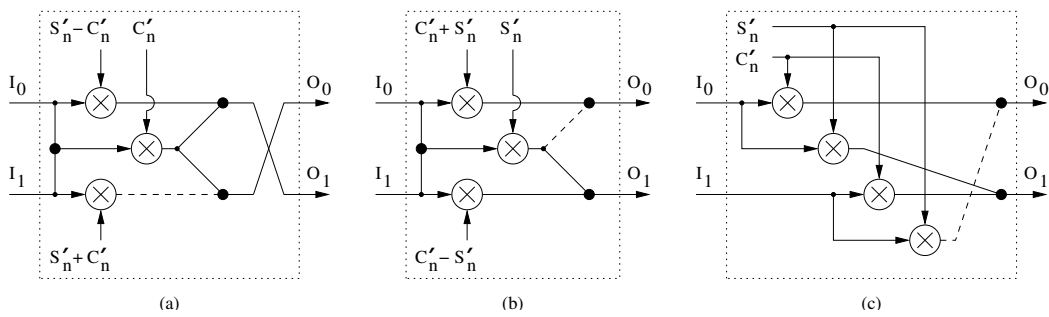 S′n − C′n C′n
I0
O0
I1
O1
S′n + C′n
(a)
C′n + S′n S′n
I0
O0
I1
O1
C′n − S′n
(b)
S′n
C′n
I0
O0
I1
O1
(c)